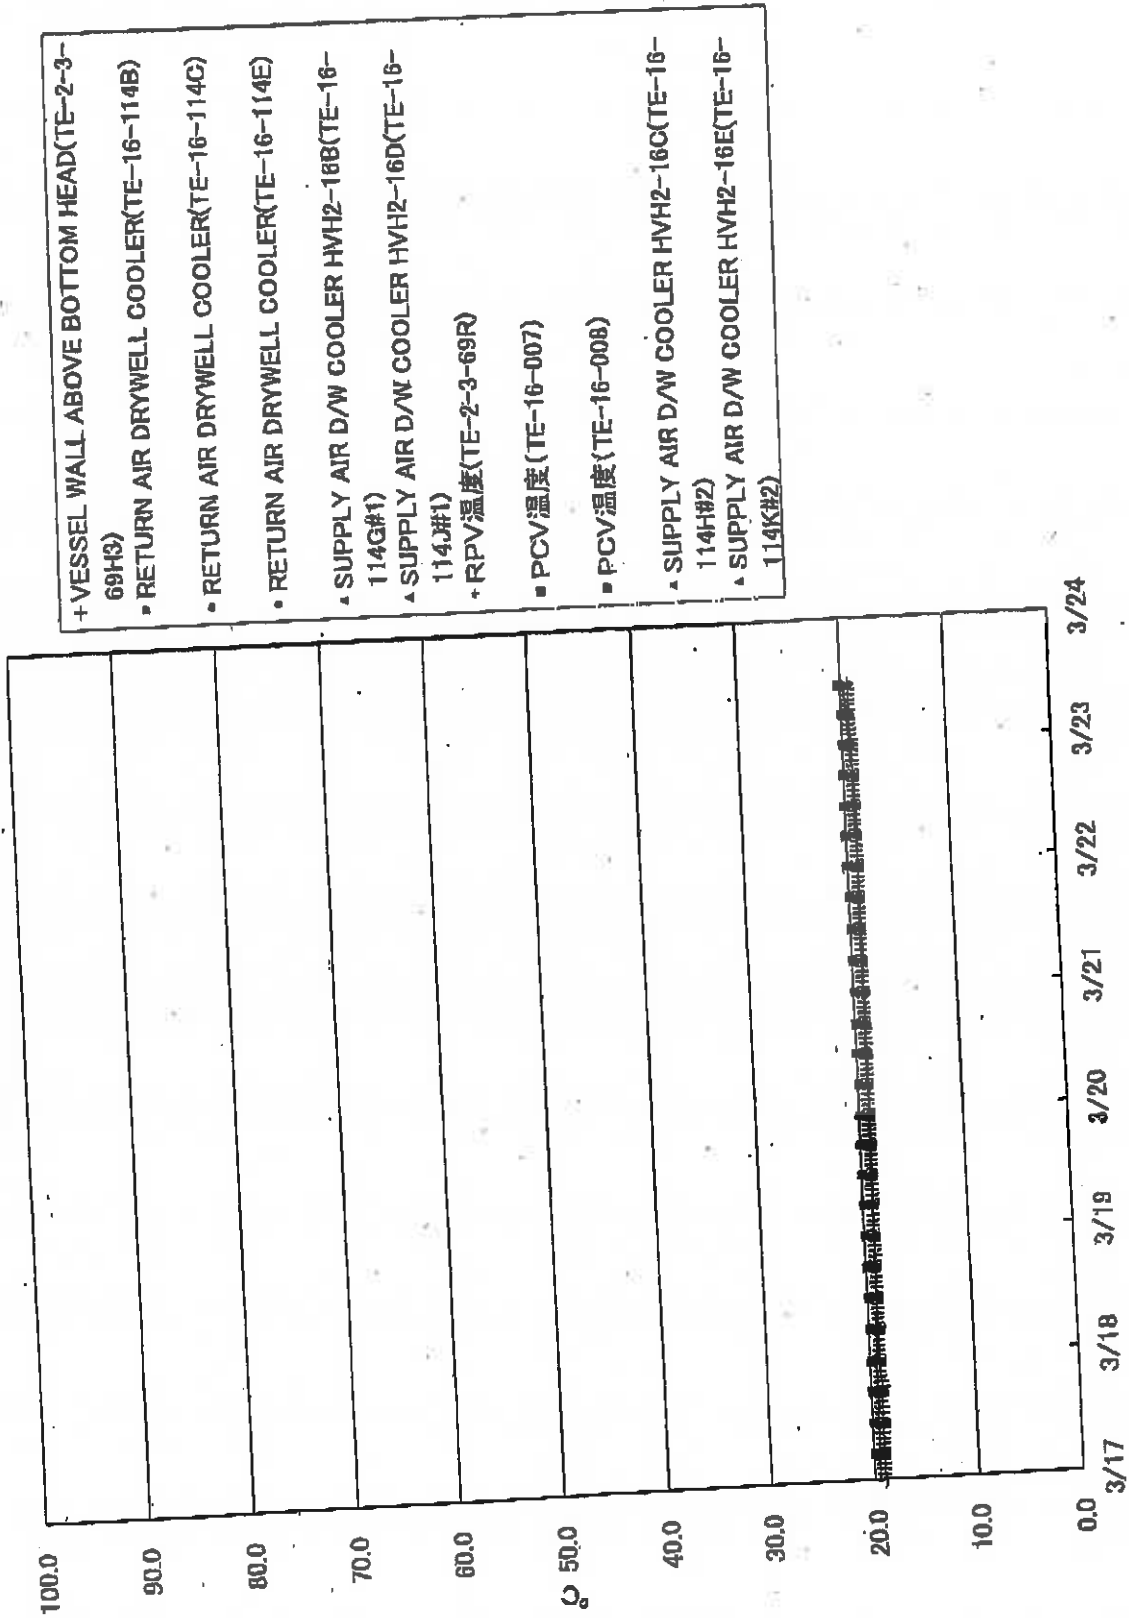 +VESSEL WALL ABOVE BOTTOM HEAD(TE-2-3-
69H3)
▪RETURN AIR DRYWELL COOLER(TE-16-114B)
•RETURN AIR DRYWELL COOLER(TE-16-114C)
•RETURN AIR DRYWELL COOLER(TE-16-114E)
▲SUPPLY AIR D/W COOLER HVH2-16B(TE-16-
114G#1)
▲SUPPLY AIR D/W COOLER HVH2-16D(TE-16-
114J#1)
+RPV温度(TE-2-3-69R)
■PCV温度(TE-16-007)
■PCV温度(TE-16-008)
▲SUPPLY AIR D/W COOLER HVH2-16C(TE-16-
114H#2)
▲SUPPLY AIR D/W COOLER HVH2-16E(TE-16-
114K#2)
100.0
90.0
80.0
70.0
60.0
℃ 50.0
40.0
30.0
20.0
10.0
0.0
3/17 3/18 3/19 3/20 3/21 3/22 3/23 3/24